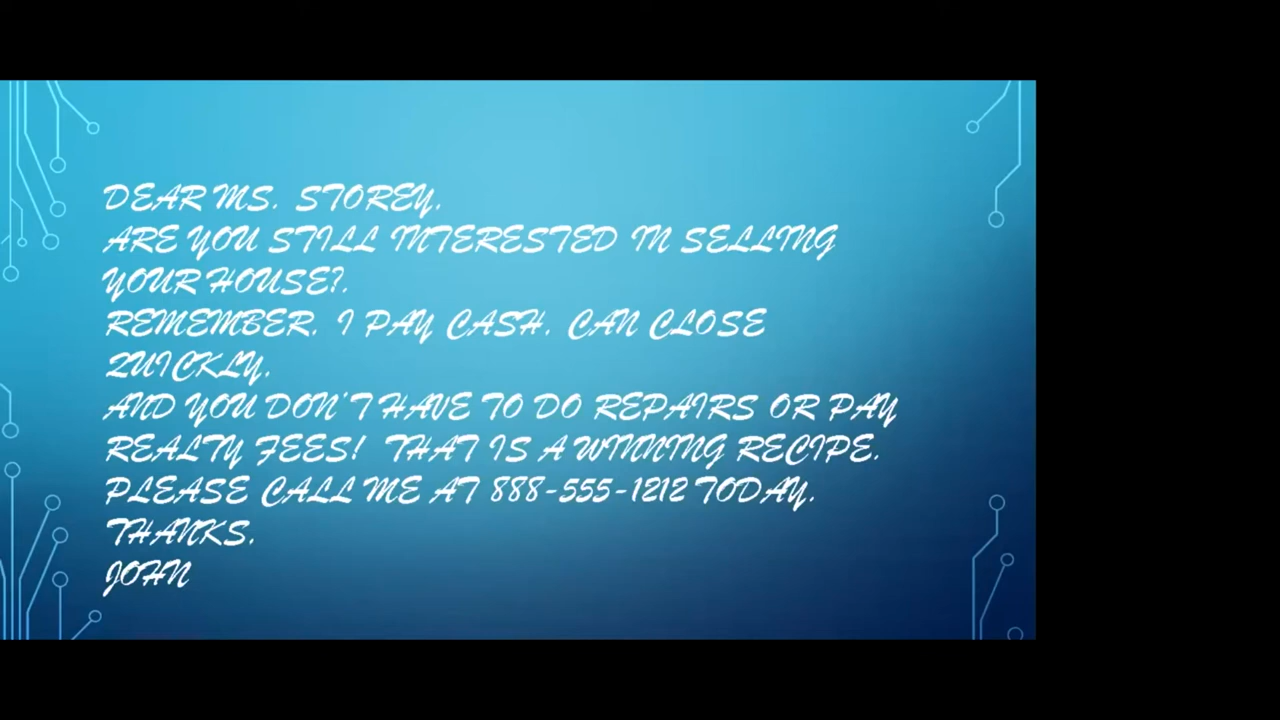 DEAR MS. STOREY,
ARE YOU STILL INTERESTED IN SELLING
YOUR HOUSE?.
REMEMBER, I PAY CASH, CAN CLOSE
QUICKLY,
AND YOU DON'T HAVE TO DO REPAIRS OR PAY
REALTY FEES! THAT IS A WINNING RECIPE.
PLEASE CALL ME AT 888-555-1212 TODAY.
THANKS,
JOHN